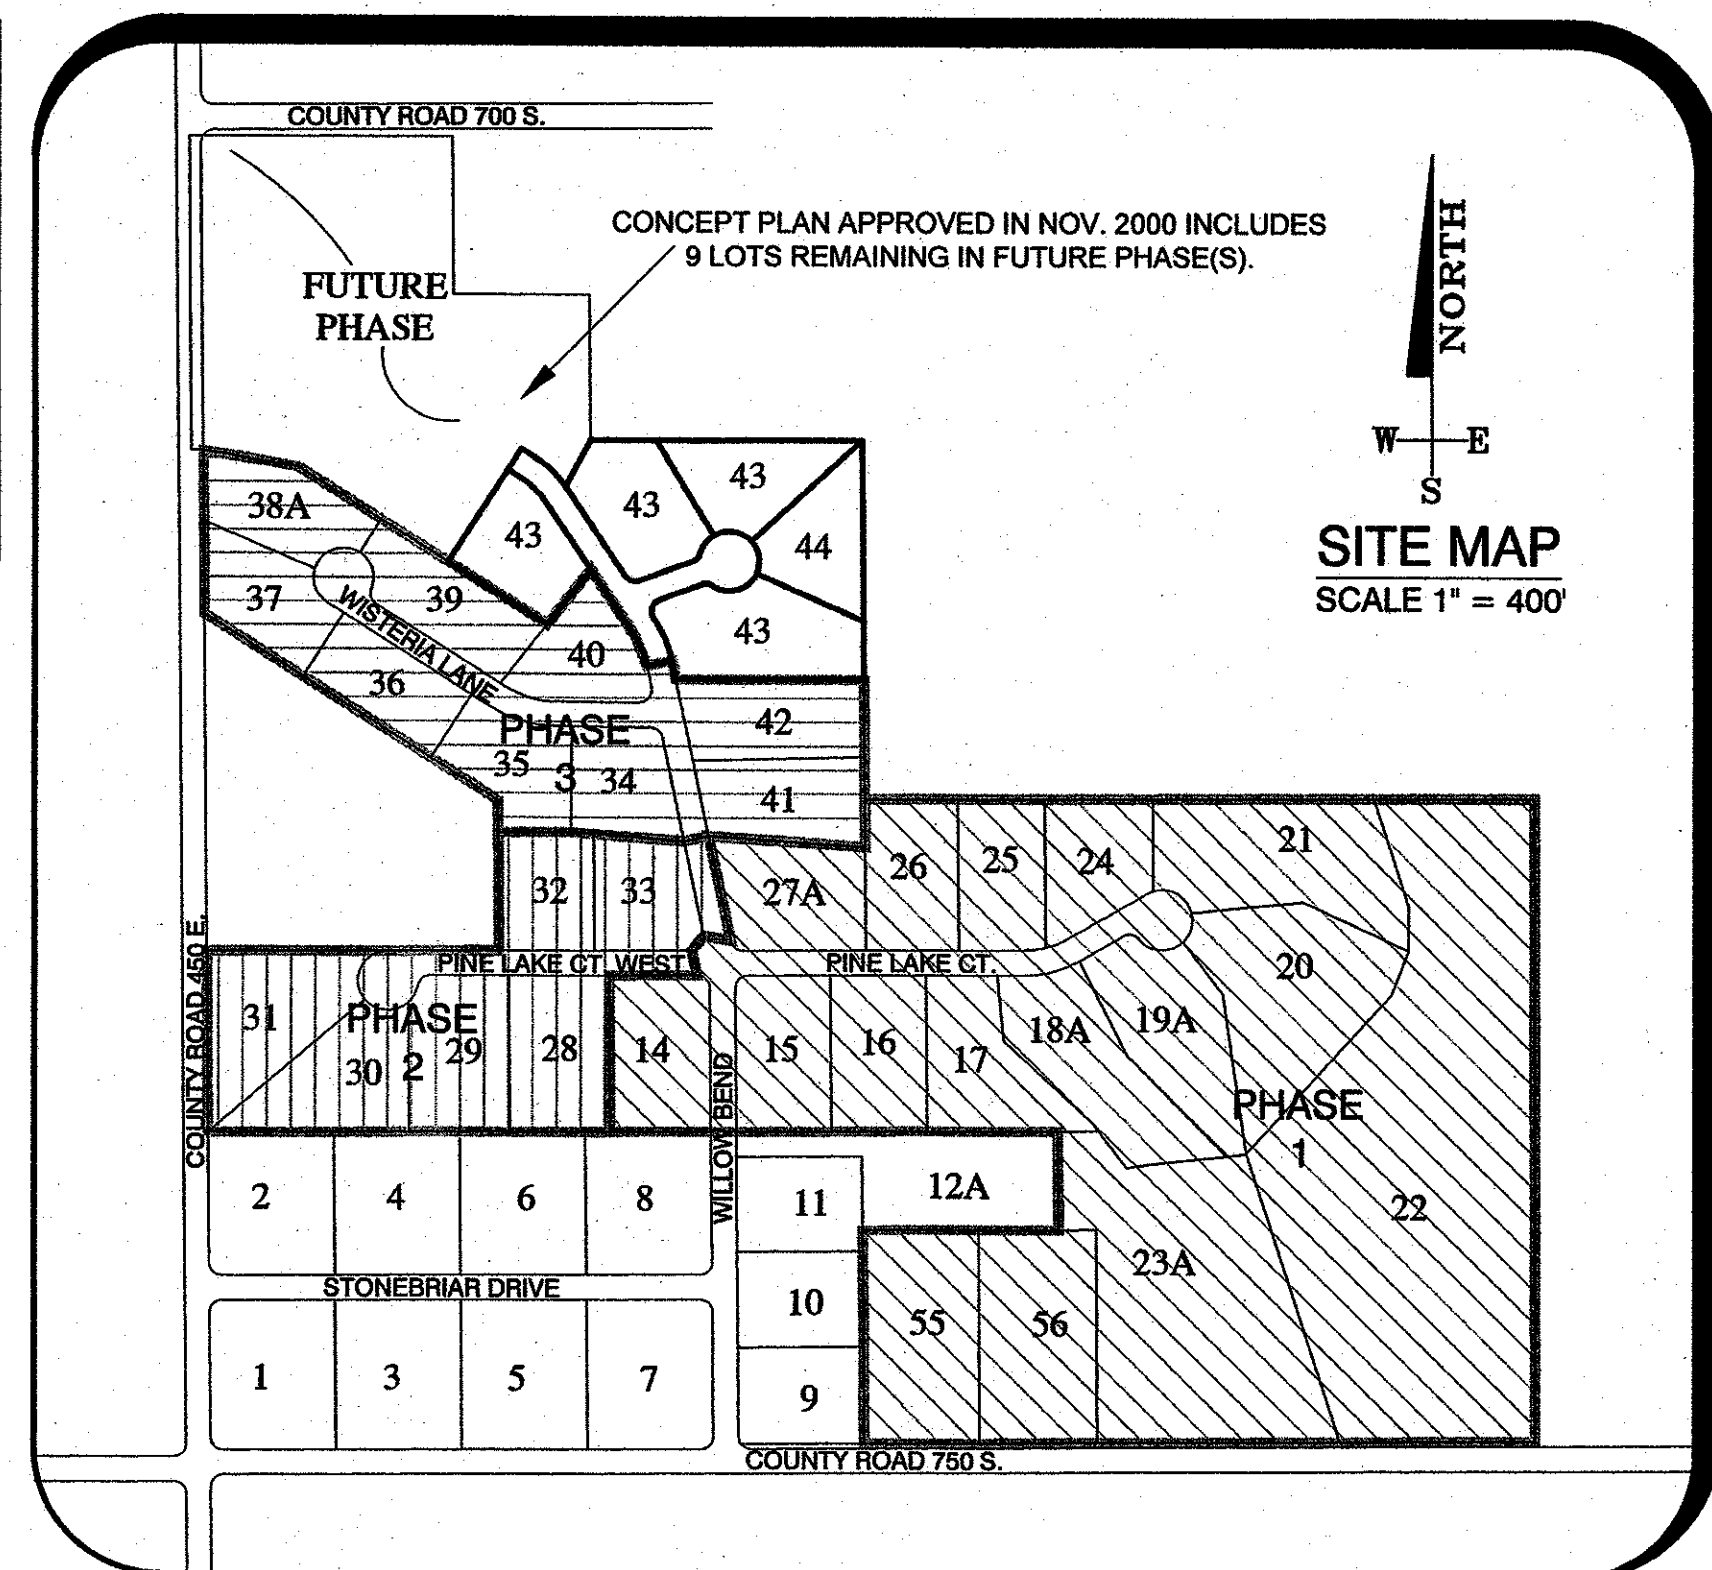 COUNTY ROAD 700 S.
CONCEPT PLAN APPROVED IN NOV. 2000 INCLUDES
9 LOTS REMAINING IN FUTURE PHASE(S).
NORTH
W E
S
SITE MAP
SCALE 1" = 400'
FUTURE
PHASE
38A
43
43
43
44
43
37
39
WISTERIA LANE
40
36
PHASE
3
42
35
34
41
32
33
27A
26
25
24
21
COUNTY ROAD 450 E.
PINE LAKE CT. WEST
PINE LAKE CT.
20
31
PHASE
2
30
29
28
14
WILLOW BEND
15
16
17
18A
19A
PHASE
1
22
2
4
6
8
11
12A
23A
STONEBRIAR DRIVE
10
55
56
1
3
5
7
9
COUNTY ROAD 750 S.